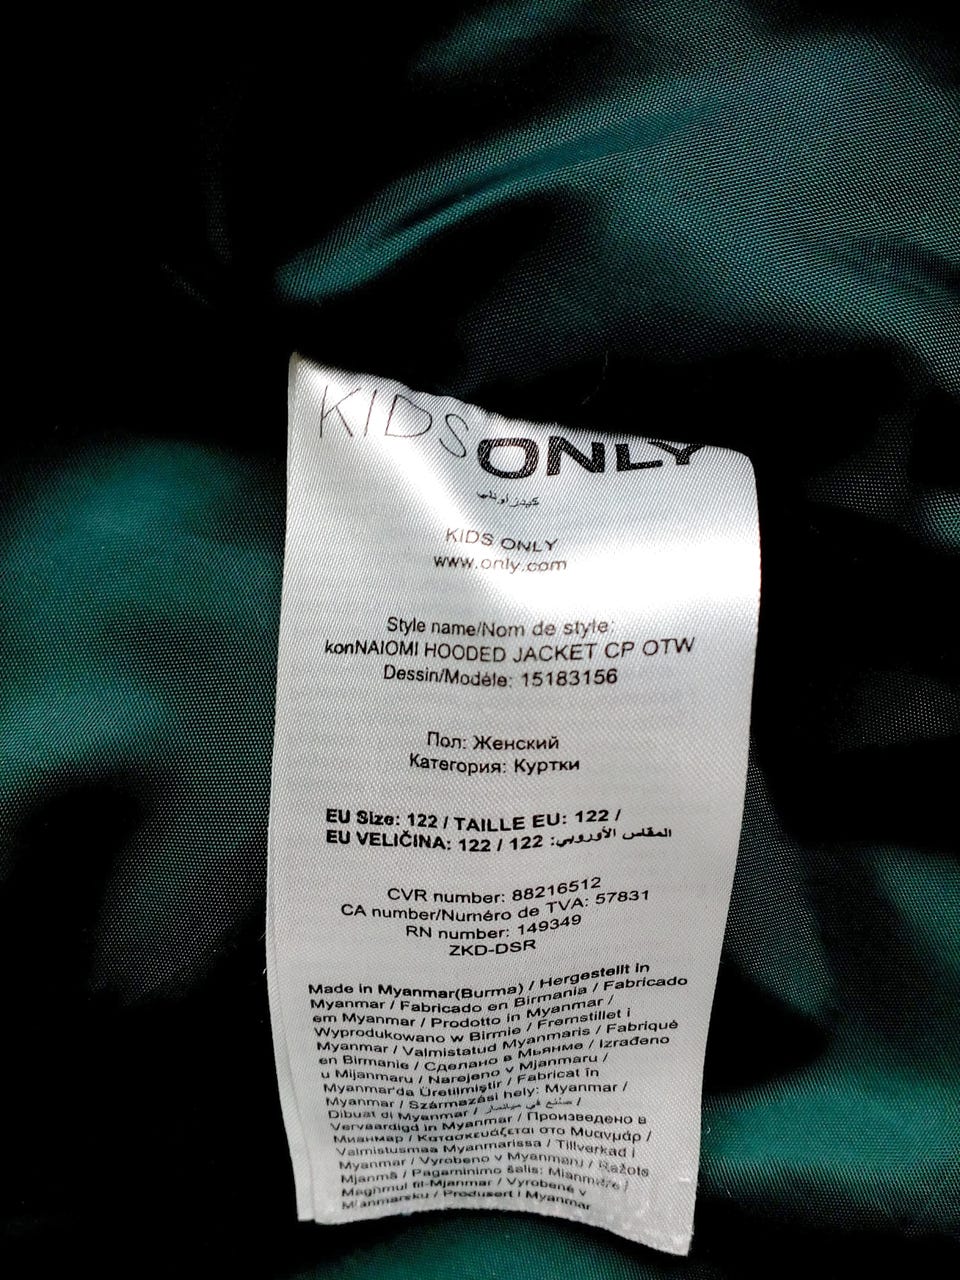 KIDS ONLY
كيدز اونلي
KIDS ONLY
www.only.com
Style name/Nom de style:
konNAIOMI HOODED JACKET CP OTW
Dessin/Modèle: 15183156
Пол: Женский
Категория: Куртки
EU Size: 122 / TAILLE EU: 122 /
EU VELIČINA: 122 / 122 :المقاس الأوروبي
CVR number: 88216512
CA number/Numéro de TVA: 57831
RN number: 149349
ZKD-DSR
Made in Myanmar(Burma) / Hergestellt in
Myanmar / Fabricado en Birmania / Fabricado
em Myanmar / Prodotto in Myanmar /
Wyprodukowano w Birmie / Fremstillet i
Myanmar / Valmistatud Myanmaris / Fabriqué
en Birmanie / Сделано в Мьянме / Izrađeno
u Mijanmaru / Narejeno v Mjanmaru /
Myanmar'da Üretilmiştir / Fabricat în
Myanmar / Származási hely: Myanmar /
Dibuat di Myanmar / صنع في ميانمار /
Vervaardigd in Myanmar / Произведено в
Мианмар / Κατασκευάζεται στο Μυανμάρ /
Valmistusmaa Myanmarissa / Tillverkad i
Myanmar / Vyrobeno v Myanmaru / Ražots
Mjanmā / Pagaminimo šalis: Mianmare /
Magħmul fil-Mjanmar / Vyrobené v
Mianmarsku / Produsert i Myanmar